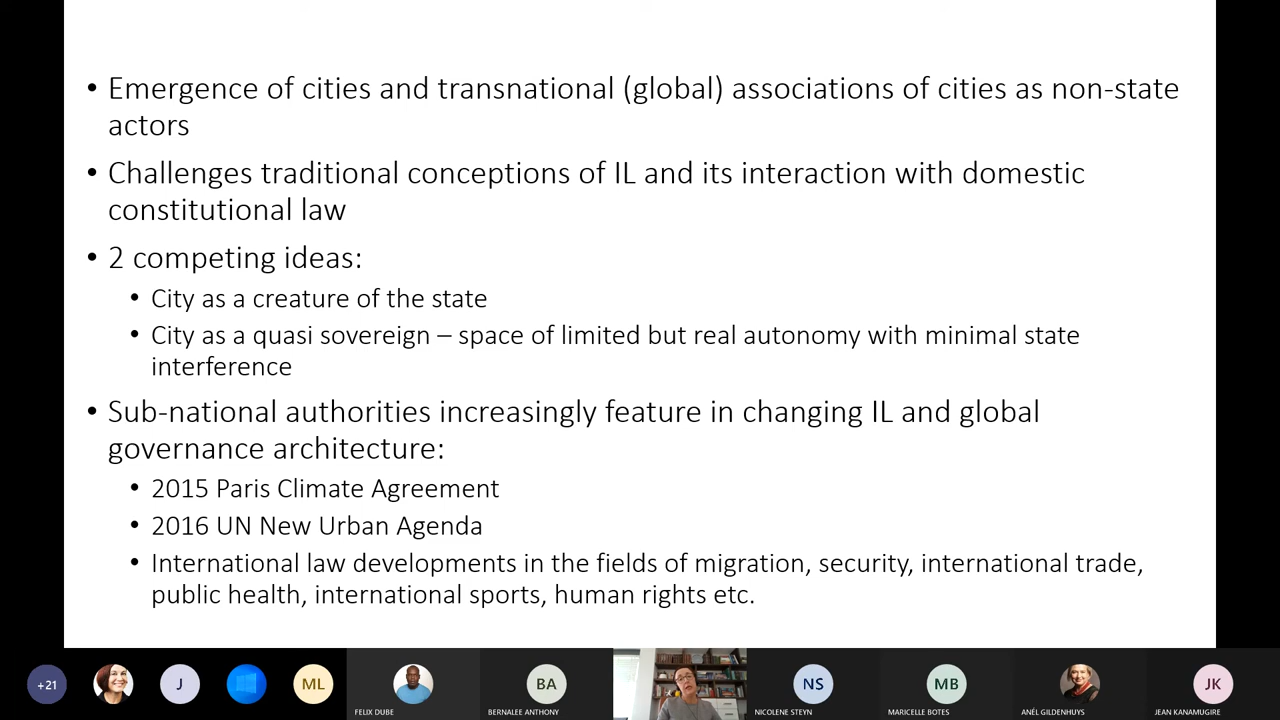 • Emergence of cities and transnational (global) associations of cities as non-state
actors
• Challenges traditional conceptions of IL and its interaction with domestic
constitutional law
• 2 competing ideas:
• City as a creature of the state
• City as a quasi sovereign – space of limited but real autonomy with minimal state
interference
• Sub-national authorities increasingly feature in changing IL and global
governance architecture:
• 2015 Paris Climate Agreement
• 2016 UN New Urban Agenda
• International law developments in the fields of migration, security, international trade,
public health, international sports, human rights etc.
+21
J
ML
BA
NS
MB
JK
FELIX DUBE
BERNALEE ANTHONY
NICOLENE STEYN
MARICELLE BOTES
ANÉL GILDENHUYS
JEAN KANAMUGIRE